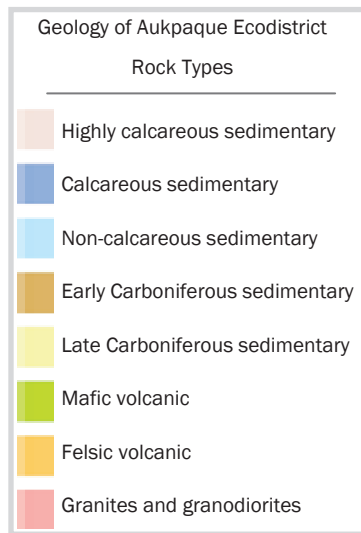 Geology of Aukpaque Ecodistrict
Rock Types
Highly calcareous sedimentary
Calcareous sedimentary
Non-calcareous sedimentary
Early Carboniferous sedimentary
Late Carboniferous sedimentary
Mafic volcanic
Felsic volcanic
Granites and granodiorites